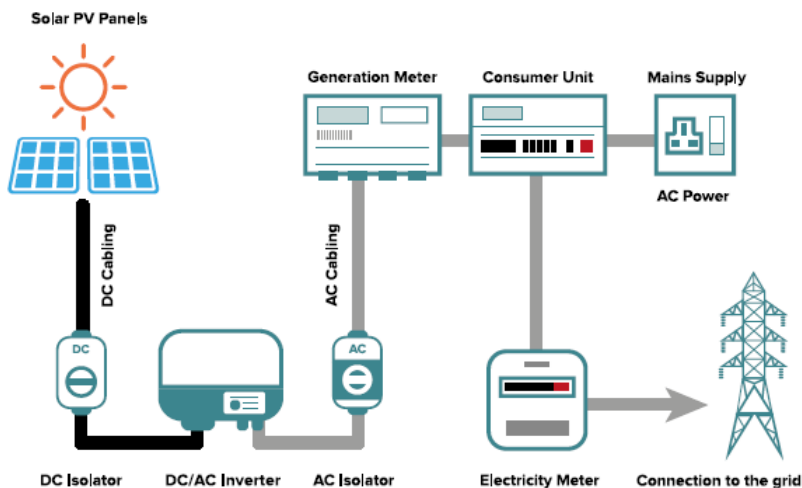 Solar PV Panels
Generation Meter
Consumer Unit
Mains Supply
AC Power
DC Cabling
AC Cabling
DC
AC
DC Isolator
DC/AC Inverter
AC Isolator
Electricity Meter
Connection to the grid